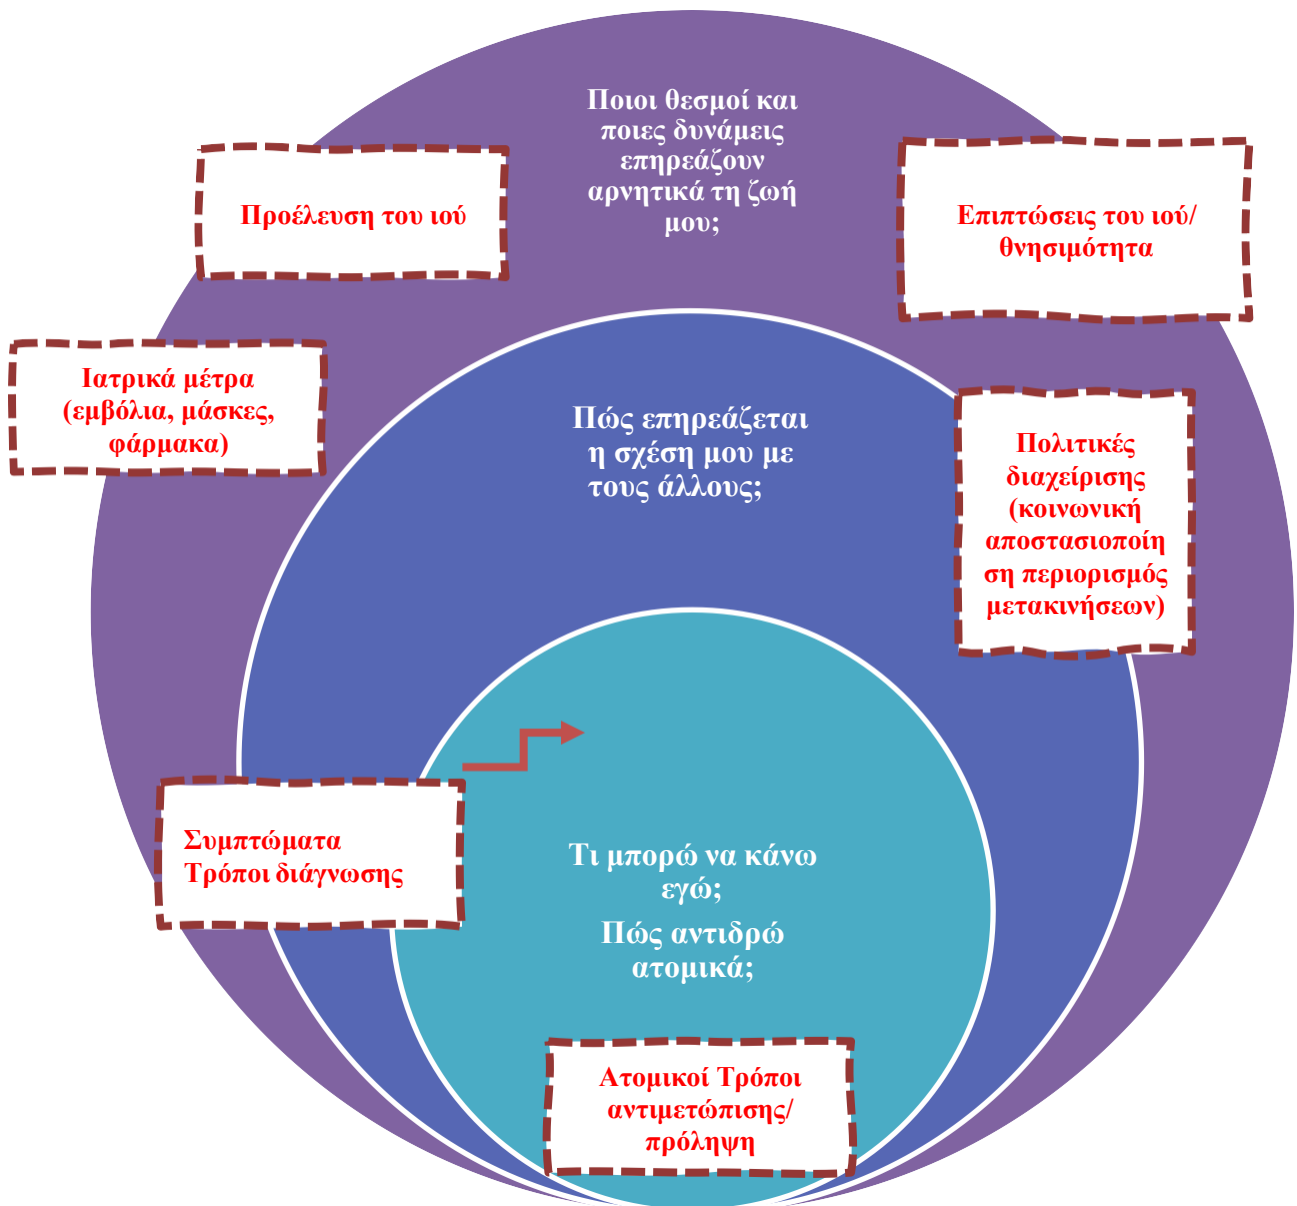 Ποιοι θεσμοί και
ποιες δυνάμεις
επηρεάζουν
αρνητικά τη ζωή
μου;
Προέλευση του ιού
Επιπτώσεις του ιού/
θνησιμότητα
Ιατρικά μέτρα
(εμβόλια, μάσκες,
φάρμακα)
Πώς επηρεάζεται
η σχέση μου με
τους άλλους;
Πολιτικές
διαχείρισης
(κοινωνική
αποστασιοποίη
ση περιορισμός
μετακινήσεων)
Συμπτώματα
Τρόποι διάγνωσης
Τι μπορώ να κάνω
εγώ;
Πώς αντιδρώ
ατομικά;
Ατομικοί Τρόποι
αντιμετώπισης/
πρόληψη